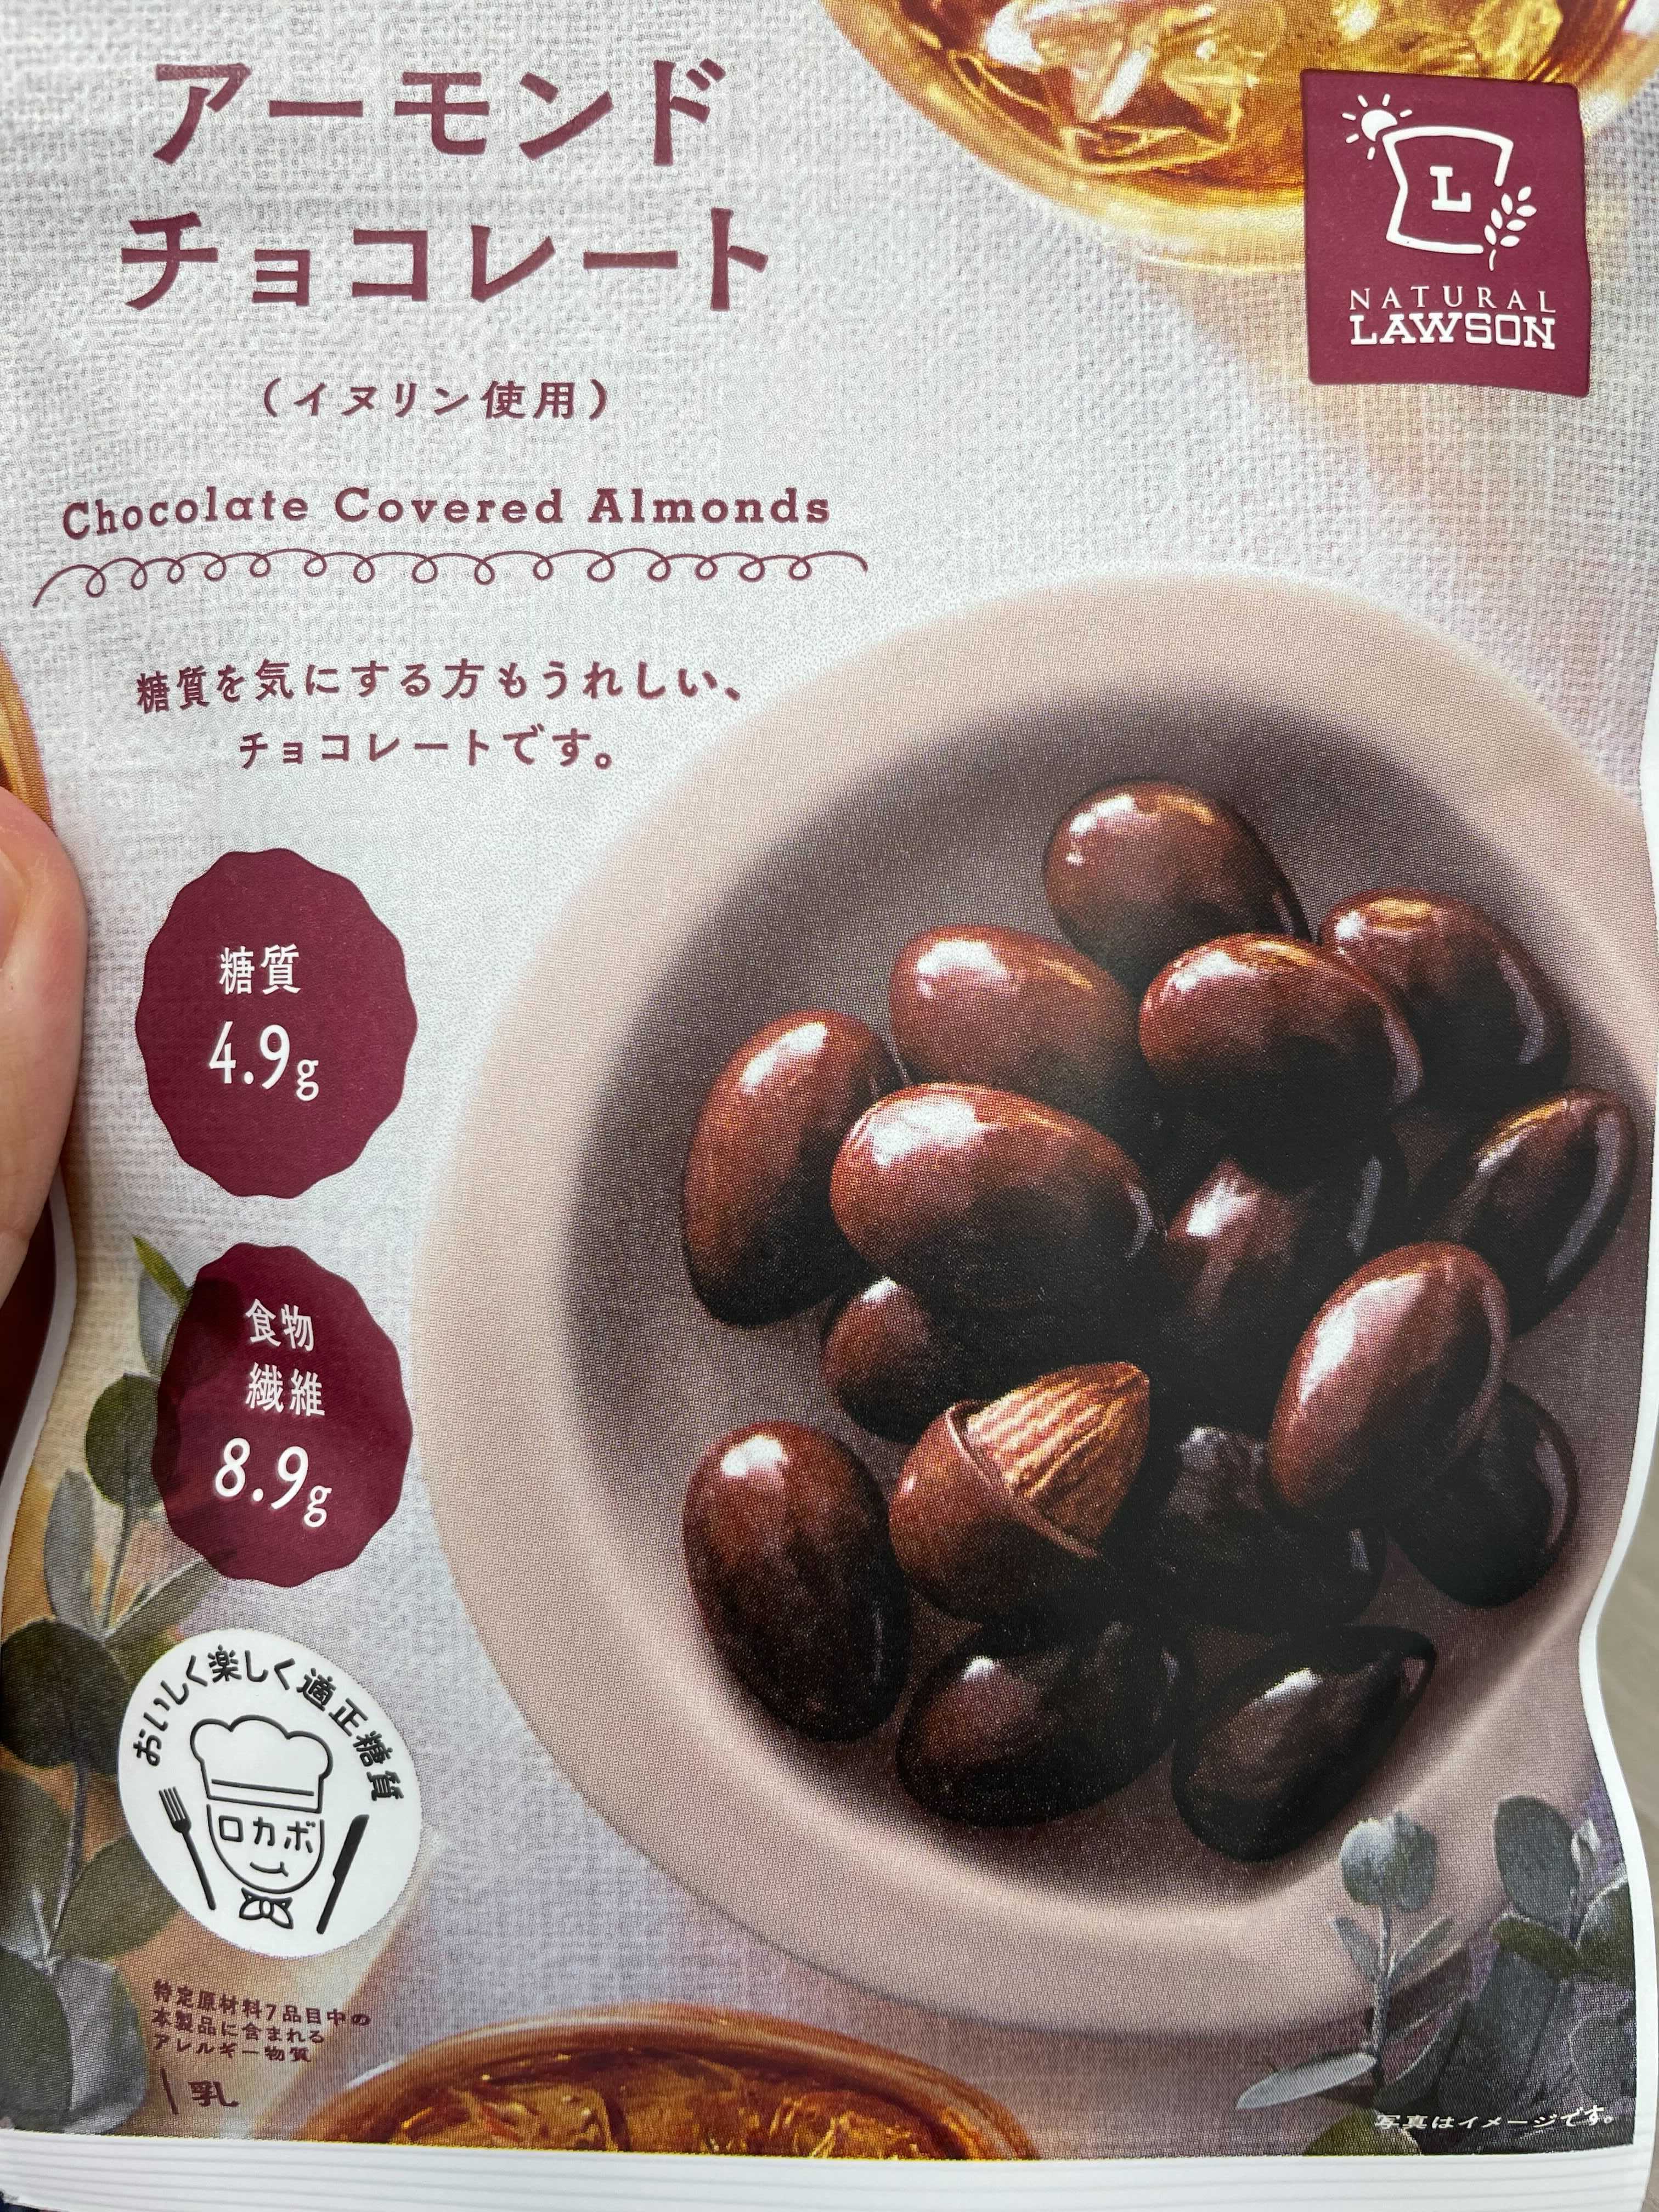 アーモンド
チョコレート
(イヌリン使用)
Chocolate Covered Almonds
糖質を気にする方もうれしい、
チョコレートです。
L
NATURAL
LAWSON
糖質
4.9g
食物
繊維
8.9g
おいしく楽しく適正糖質
ロカボ
特定原材料7品目中の
本製品に含まれる
アレルギー物質
乳
写真はイメージです。